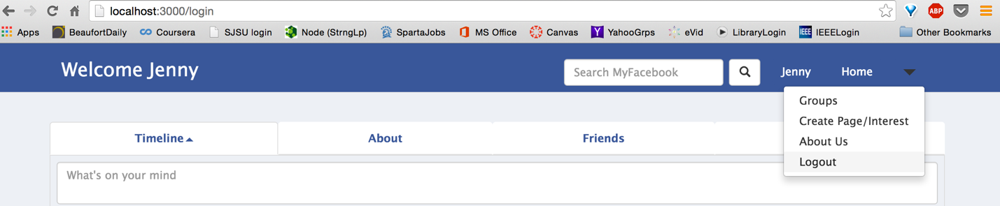 localhost:3000/login
ABP
Apps BeaufortDaily Coursera SJSU login Node (StrngLp) SpartaJobs MS Office Canvas YahooGrps eVid LibraryLogin IEEE IEEELogin Other Bookmarks
Welcome Jenny Search MyFacebook Jenny Home
Groups
Create Page/Interest
Timeline About Friends About Us
Logout
What's on your mind